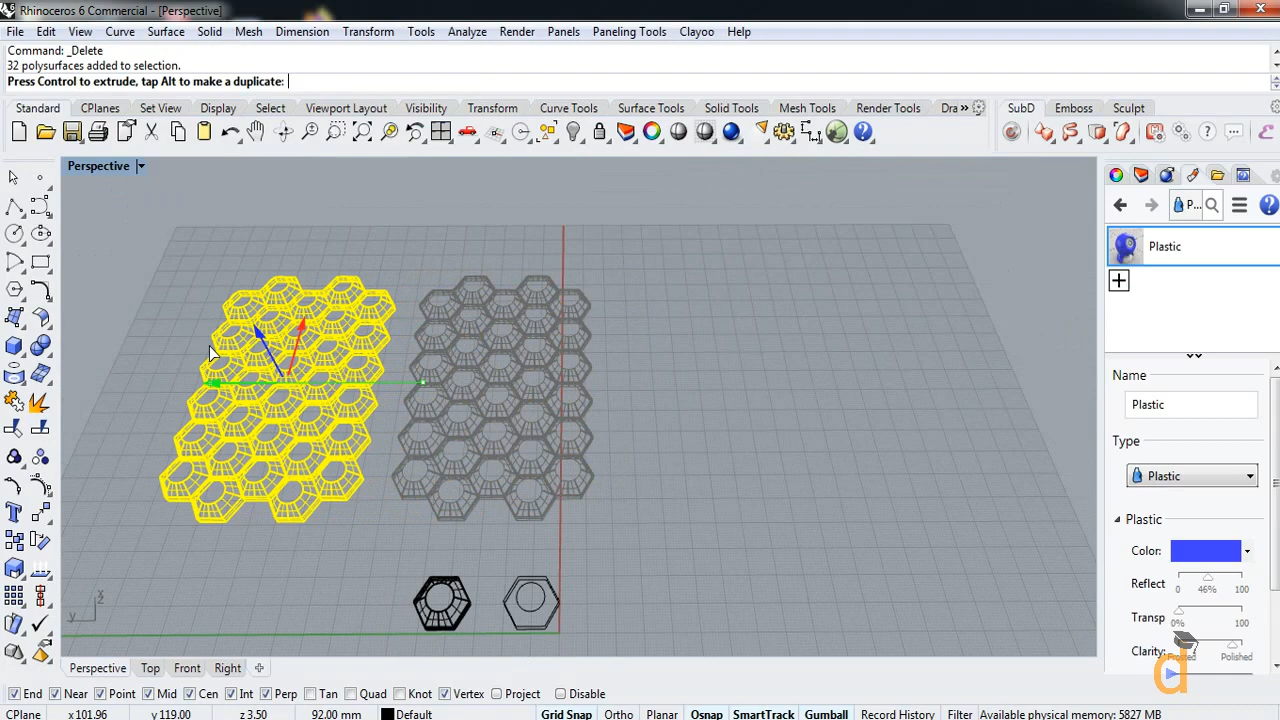 Rhinoceros 6 Commercial - [Perspective]
File Edit View Curve Surface Solid Mesh Dimension Transform Tools Analyze Render Panels Paneling Tools Clayoo Help
Command: _Delete
32 polysurfaces added to selection.
Press Control to extrude, tap Alt to make a duplicate:
Standard CPlanes Set View Display Select Viewport Layout Visibility Transform Curve Tools Surface Tools Solid Tools Mesh Tools Render Tools Dra » SubD Emboss Sculpt
Perspective
P...
Plastic
Name
Plastic
Type
Plastic
Plastic
Color:
Reflect
0 46% 100
Transp
0% 100
Clarity:
Frosted Polished
x
z
y
Perspective Top Front Right
End Near Point Mid Cen Int Perp Tan Quad Knot Vertex Project Disable
CPlane x 101.96 y 119.00 z 3.50 92.00 mm Default Grid Snap Ortho Planar Osnap SmartTrack Gumball Record History Filter Available physical memory: 5827 MB